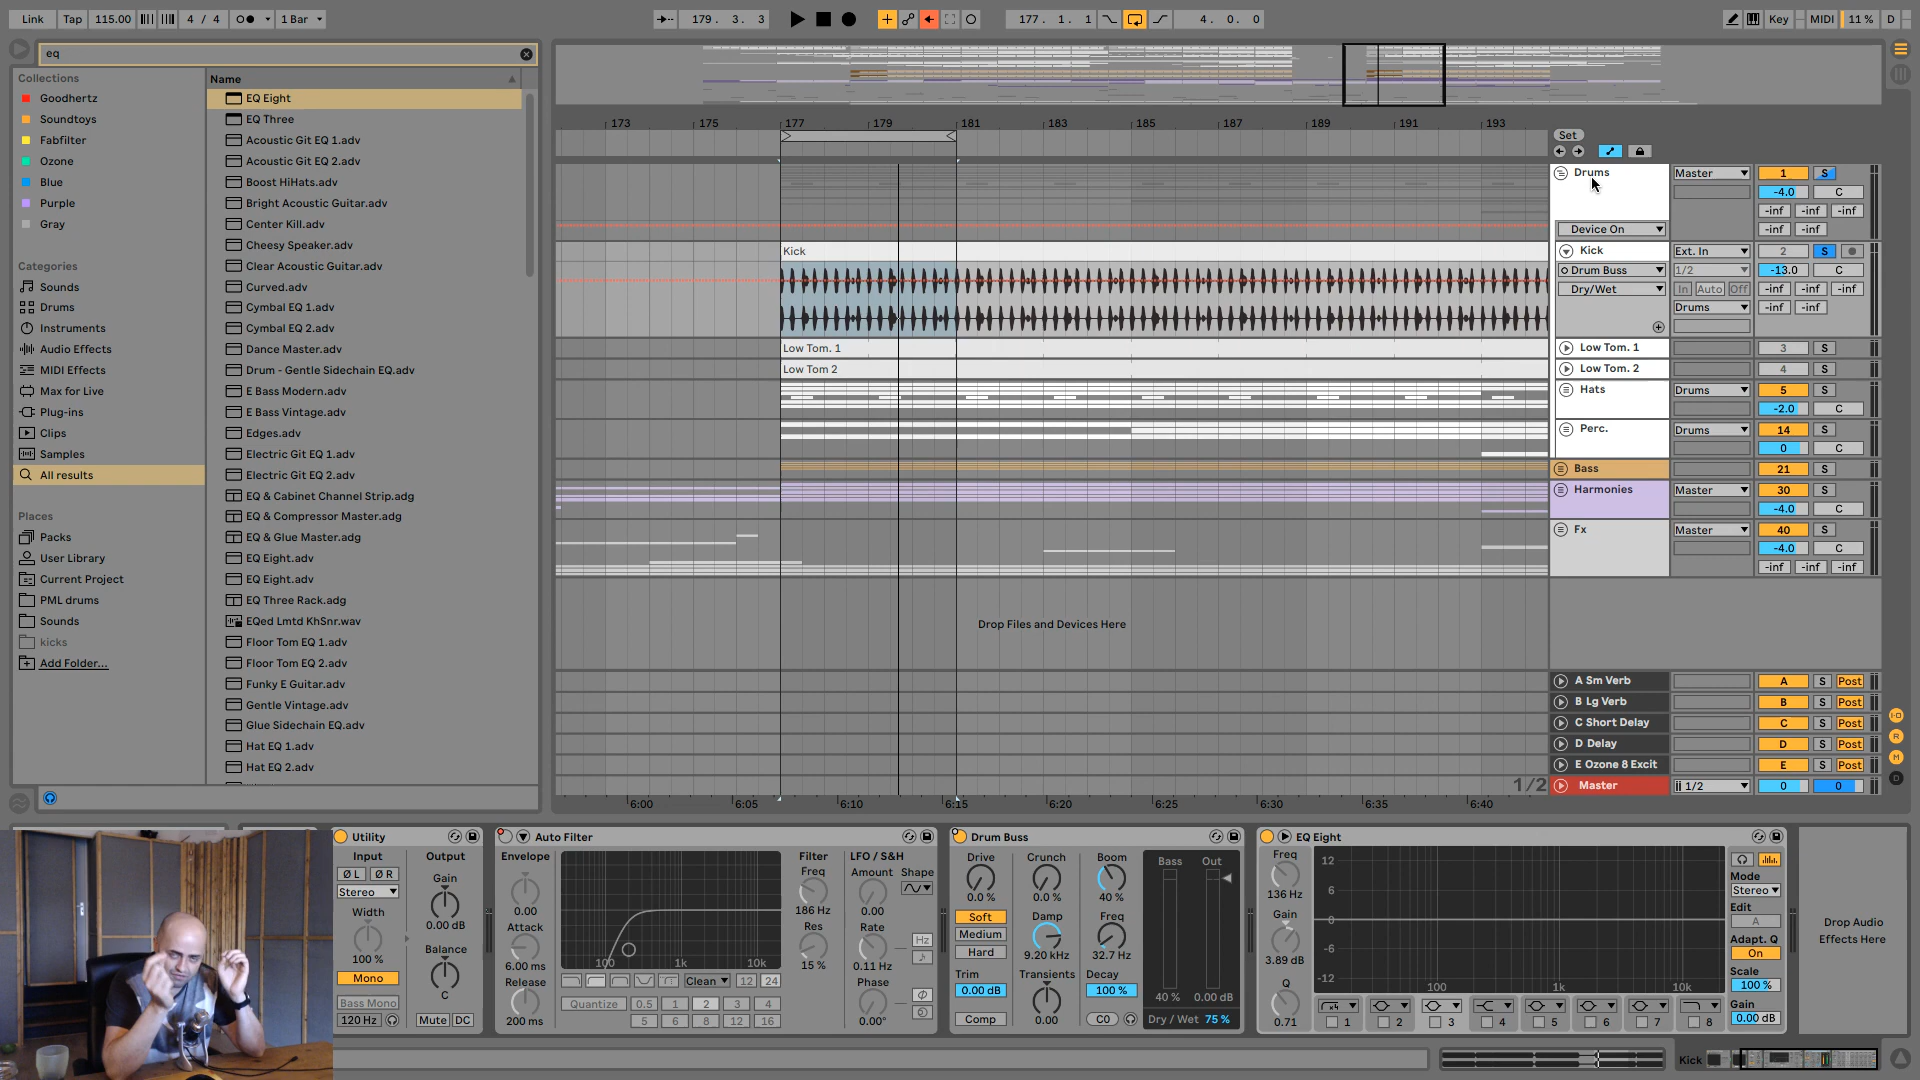 Link Tap 115.00 4 / 4 1 Bar 179. 3. 3 177. 1. 1 4. 0. 0 Key MIDI 11 % D
eq
Collections
Goodhertz
Soundtoys
Fabfilter
Ozone
Blue
Purple
Gray
Categories
Sounds
Drums
Instruments
Audio Effects
MIDI Effects
Max for Live
Plug-ins
Clips
Samples
All results
Places
Packs
User Library
Current Project
PML drums
Sounds
kicks
Add Folder...
Name
EQ Eight
EQ Three
Acoustic Git EQ 1.adv
Acoustic Git EQ 2.adv
Boost HiHats.adv
Bright Acoustic Guitar.adv
Center Kill.adv
Cheesy Speaker.adv
Clear Acoustic Guitar.adv
Curved.adv
Cymbal EQ 1.adv
Cymbal EQ 2.adv
Dance Master.adv
Drum - Gentle Sidechain EQ.adv
E Bass Modern.adv
E Bass Vintage.adv
Edges.adv
Electric Git EQ 1.adv
Electric Git EQ 2.adv
EQ & Cabinet Channel Strip.adg
EQ & Compressor Master.adg
EQ & Glue Master.adg
EQ Eight.adv
EQ Eight.adv
EQ Three Rack.adg
EQed Lmtd KhSnr.wav
Floor Tom EQ 1.adv
Floor Tom EQ 2.adv
Funky E Guitar.adv
Gentle Vintage.adv
Glue Sidechain EQ.adv
Hat EQ 1.adv
Hat EQ 2.adv
173 175 177 179 181 183 185 187 189 191 193
Set
Drums Master 1 S
-4.0 C
-inf -inf -inf
Device On -inf -inf
Kick Kick Ext. In 2 S
Drum Buss 1/2 -13.0 C
Dry/Wet In Auto Off -inf -inf -inf
Drums -inf -inf
Low Tom. 1 Low Tom. 1 3 S
Low Tom 2 Low Tom. 2 4 S
Hats Drums 5 S
-2.0 C
Perc. Drums 14 S
0 C
Bass 21 S
Harmonies Master 30 S
-4.0 C
Fx Master 40 S
-4.0 C
-inf -inf -inf
Drop Files and Devices Here
A Sm Verb A S Post
B Lg Verb B S Post
C Short Delay C S Post
D Delay D S Post
E Ozone 8 Excit E S Post
1/2 Master 1/2 0 0
6:00 6:05 6:10 6:15 6:20 6:25 6:30 6:35 6:40
Utility
Input Output
Ø L Ø R Gain
Stereo
Width 0.00 dB
100 % Balance
Mono
Bass Mono C
120 Hz Mute DC
Auto Filter
Envelope
0.00
Attack
6.00 ms
Release
200 ms
100 1k 10k
Clean 12 24
Quantize 0.5 1 2 3 4
5 6 8 12 16
Filter
Freq
186 Hz
Res
15 %
LFO / S&H
Amount Shape
0.00
Rate
Hz
0.11 Hz
Phase
0.00°
Drum Buss
Drive Crunch Boom
0.0 % 0.0 % 40 %
Soft Damp Freq
Medium
Hard 9.20 kHz 32.7 Hz
Trim Transients Decay
0.00 dB 100 %
Comp 0.00 C0
Bass Out
40 % 0.00 dB
Dry / Wet 75 %
EQ Eight
Freq
136 Hz
Gain
3.89 dB
Q
0.71
12
6
0
-6
-12
100 1k 10k
1 2 3 4 5 6 7 8
Mode
Stereo
Edit
A
Adapt. Q
On
Scale
100 %
Gain
0.00 dB
Drop Audio
Effects Here
Kick